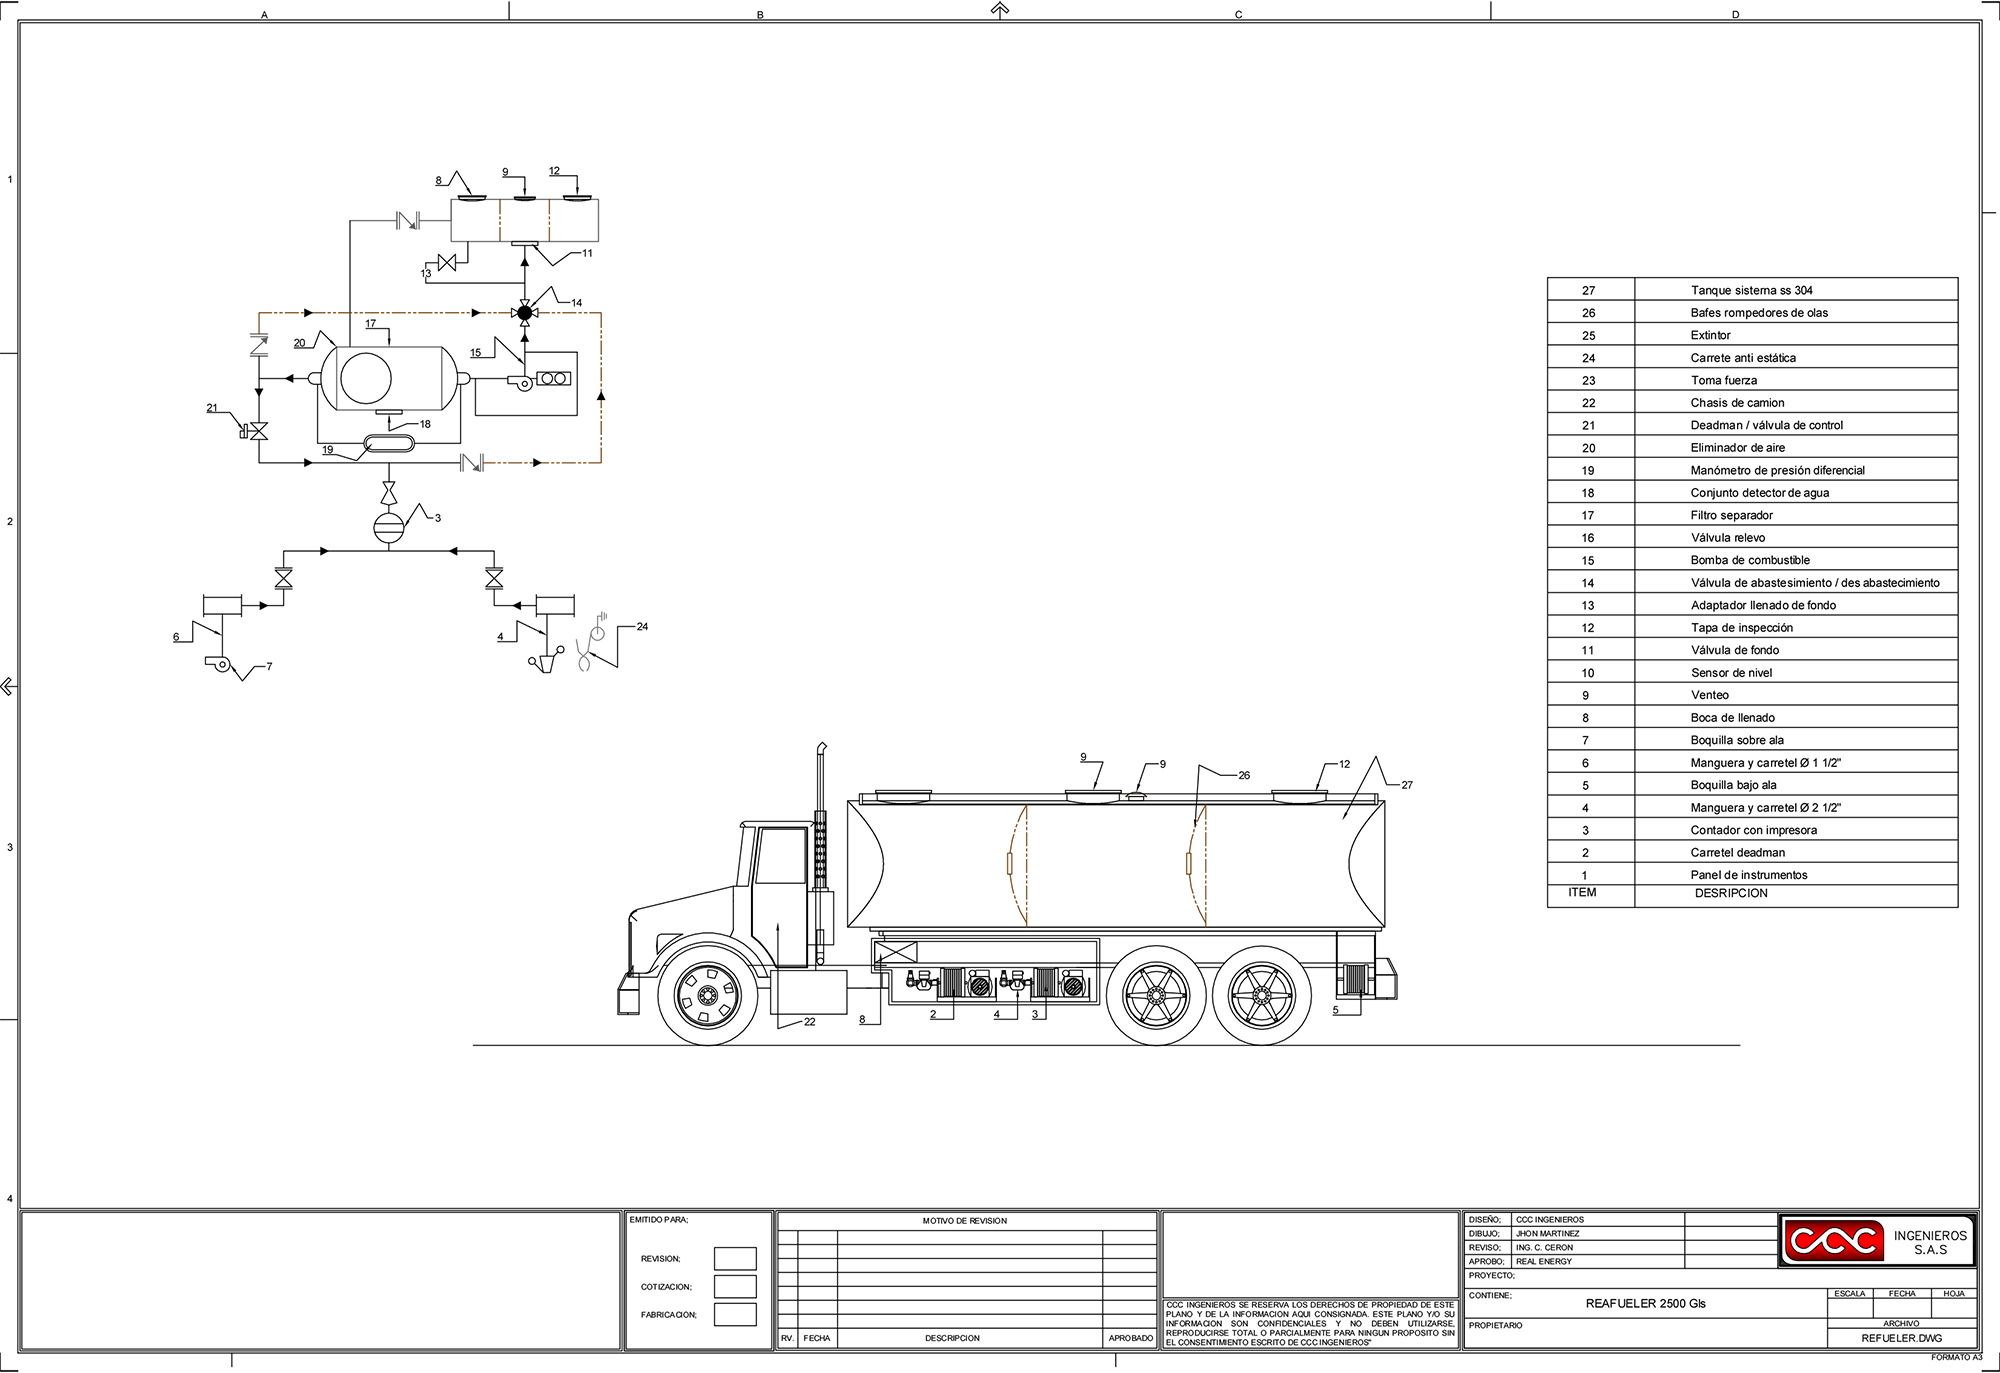 A
B
C
D
1
2
3
4
8
9
12
11
13
14
17
20
15
21
18
19
3
6
7
4
24
9
9
26
12
27
22
8
2
4
3
5
27 Tanque sisterna ss 304
26 Bafes rompedores de olas
25 Extintor
24 Carrete anti estática
23 Toma fuerza
22 Chasis de camion
21 Deadman / válvula de control
20 Eliminador de aire
19 Manómetro de presión diferencial
18 Conjunto detector de agua
17 Filtro separador
16 Válvula relevo
15 Bomba de combustible
14 Válvula de abastesimiento / des abastecimiento
13 Adaptador llenado de fondo
12 Tapa de inspección
11 Válvula de fondo
10 Sensor de nivel
9 Venteo
8 Boca de llenado
7 Boquilla sobre ala
6 Manguera y carretel Ø 1 1/2"
5 Boquilla bajo ala
4 Manguera y carretel Ø 2 1/2"
3 Contador con impresora
2 Carretel deadman
1 Panel de instrumentos
ITEM DESRIPCION
EMITIDO PARA;
REVISION;
COTIZACION;
FABRICACION;
MOTIVO DE REVISION
RV. FECHA DESCRIPCION APROBADO
CCC INGENIEROS SE RESERVA LOS DERECHOS DE PROPIEDAD DE ESTE
PLANO Y DE LA INFORMACION AQUI CONSIGNADA. ESTE PLANO Y/O SU
INFORMACION SON CONFIDENCIALES Y NO DEBEN UTILIZARSE,
REPRODUCIRSE TOTAL O PARCIALMENTE PARA NINGUN PROPOSITO SIN
EL CONSENTIMIENTO ESCRITO DE CCC INGENIEROS"
DISEÑO; CCC INGENIEROS
DIBUJO; JHON MARTINEZ
REVISO; ING. C. CERON
APROBO; REAL ENERGY
CCC INGENIEROS
S.A.S
PROYECTO;
CONTIENE;
REAFUELER 2500 Gls
ESCALA FECHA HOJA
PROPIETARIO
ARCHIVO
REFUELER.DWG
FORMATO A3